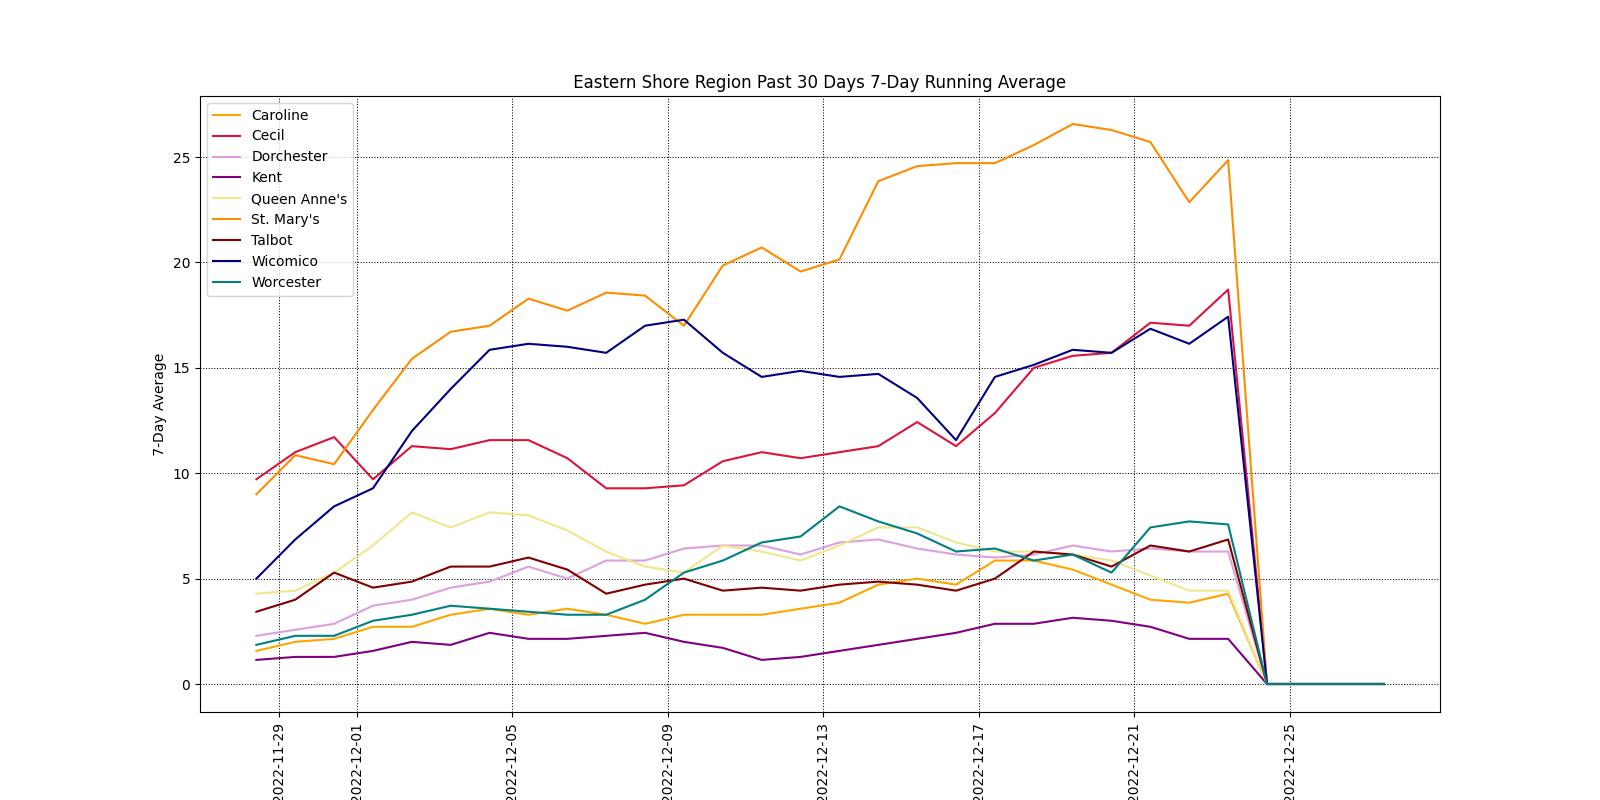 Eastern Shore Region Past 30 Days 7-Day Running Average
Caroline
Cecil
Dorchester
Kent
Queen Anne's
St. Mary's
Talbot
Wicomico
Worcester
7-Day Average
25
20
15
10
5
0
2022-11-29
2022-12-01
2022-12-05
2022-12-09
2022-12-13
2022-12-17
2022-12-21
2022-12-25